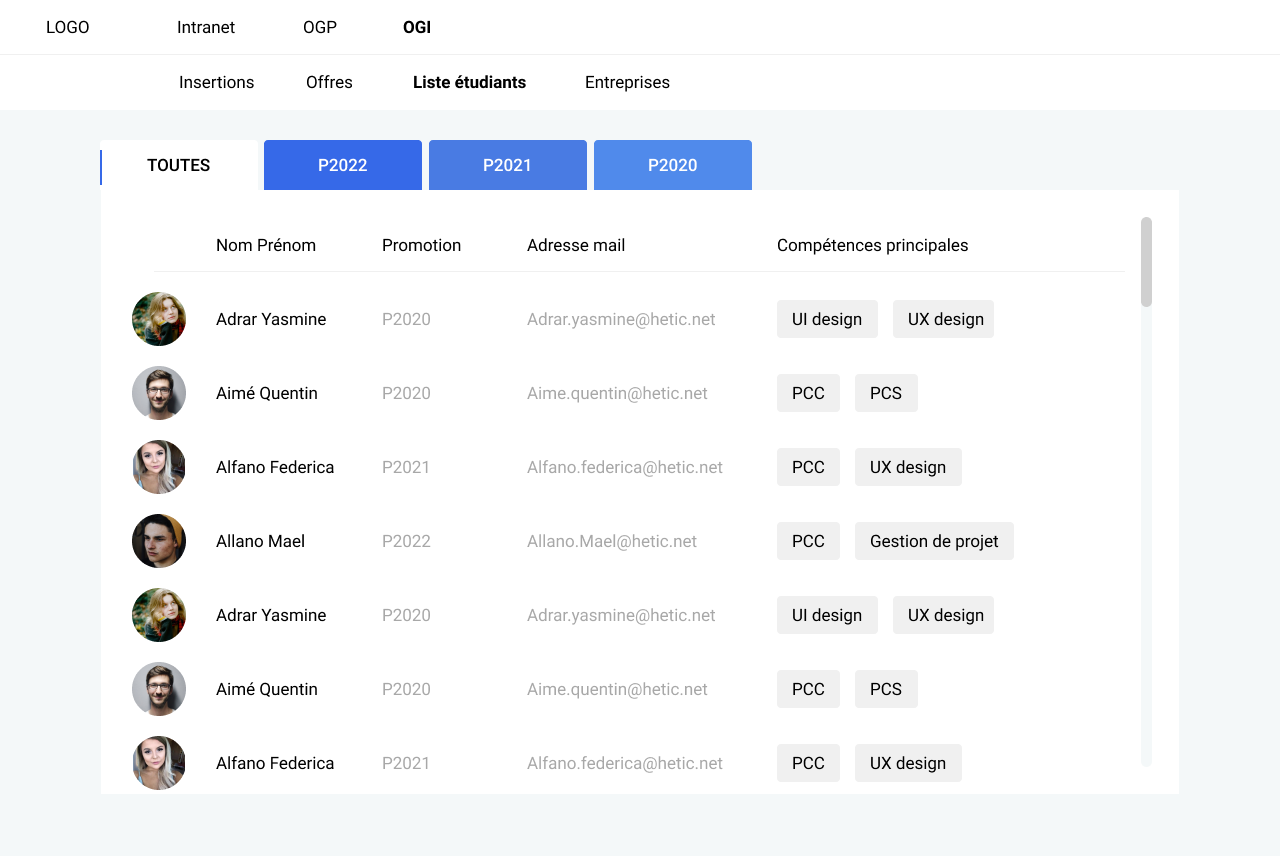 LOGO Intranet OGP OGI
Insertions Offres Liste étudiants Entreprises
TOUTES P2022 P2021 P2020
Nom Prénom Promotion Adresse mail Compétences principales
Adrar Yasmine P2020 Adrar.yasmine@hetic.net UI design UX design
Aimé Quentin P2020 Aime.quentin@hetic.net PCC PCS
Alfano Federica P2021 Alfano.federica@hetic.net PCC UX design
Allano Mael P2022 Allano.Mael@hetic.net PCC Gestion de projet
Adrar Yasmine P2020 Adrar.yasmine@hetic.net UI design UX design
Aimé Quentin P2020 Aime.quentin@hetic.net PCC PCS
Alfano Federica P2021 Alfano.federica@hetic.net PCC UX design